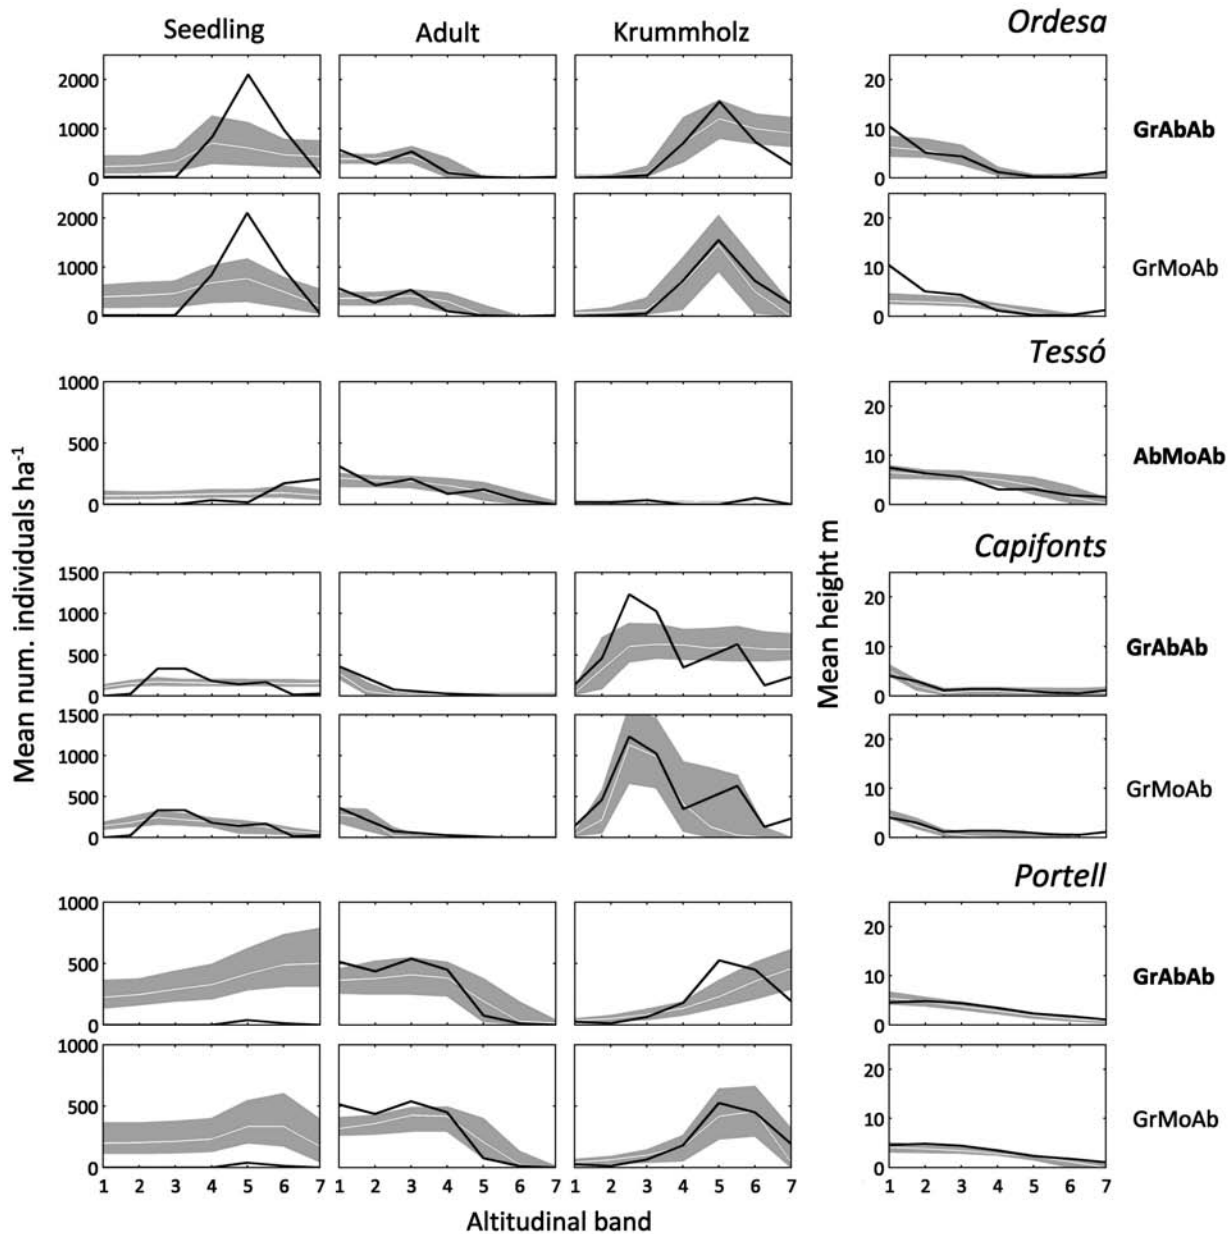 Seedling Adult Krummholz Ordesa
2000 20
1000 10 GrAbAb
0 0
2000 20
1000 10 GrMoAb
0 0
Tessó
1000 20
500 10 AbMoAb
0 0
Capifonts
1500 20
1000 10 GrAbAb
500
0 0
1500 20
1000 10 GrMoAb
500
0 0
Portell
1000 20
500 10 GrAbAb
0 0
1000 20
500 10 GrMoAb
0 0
1 2 3 4 5 6 7 1 2 3 4 5 6 7 1 2 3 4 5 6 7 1 2 3 4 5 6 7
Altitudinal band
Mean num. individuals ha⁻¹
Mean height m